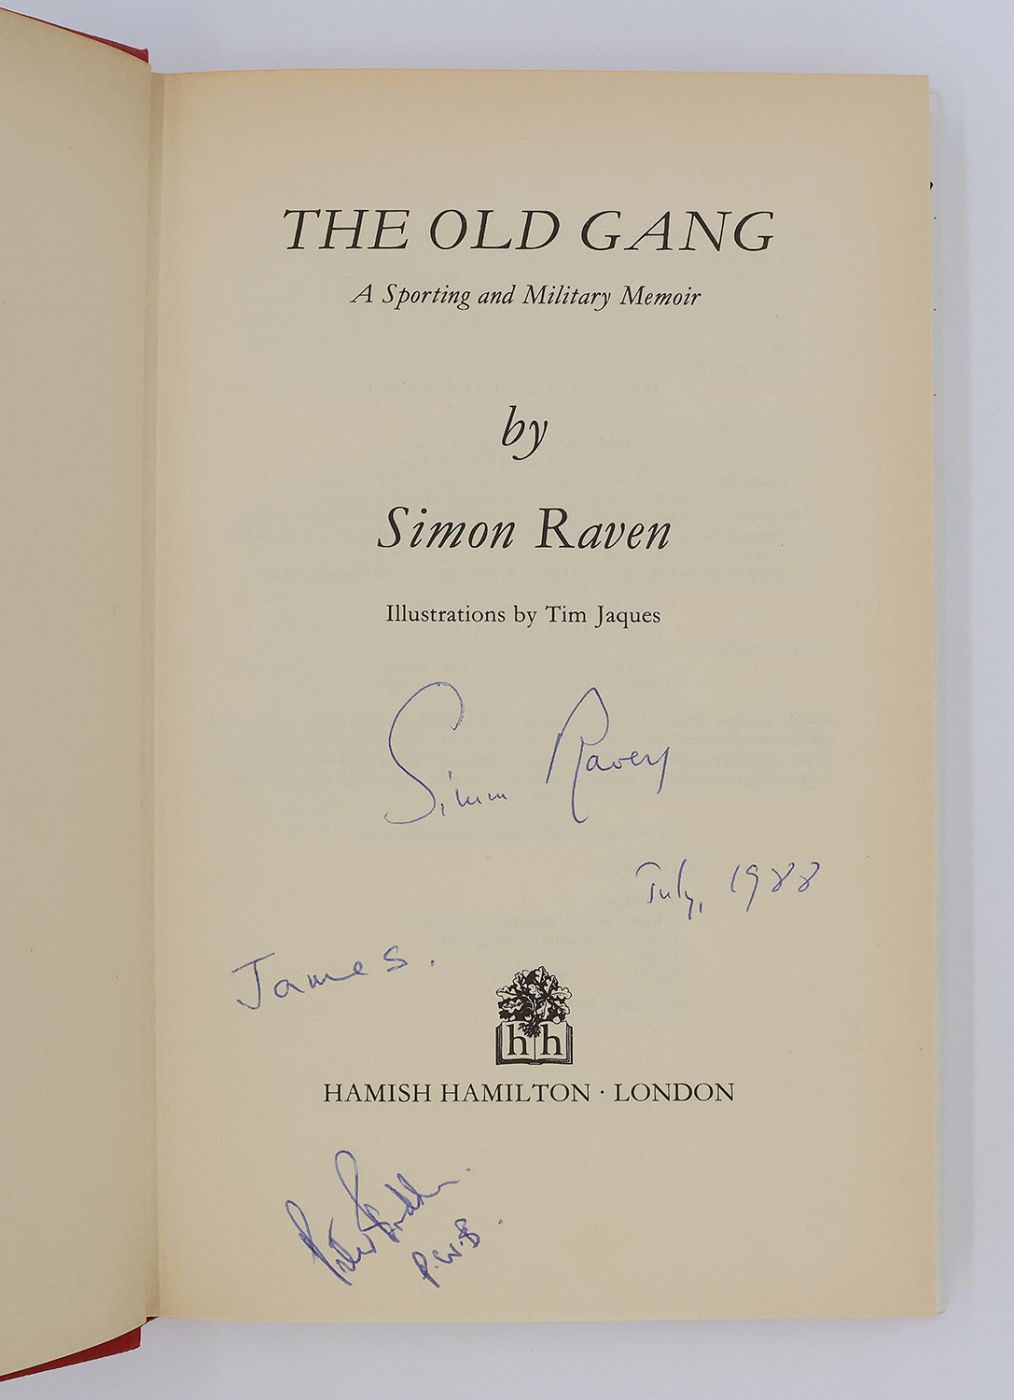 THE OLD GANG
A Sporting and Military Memoir
by
Simon Raven
Illustrations by Tim Jaques
Simon Raven
July, 1988
James.
h h
HAMISH HAMILTON · LONDON
Peter
P.W.B.